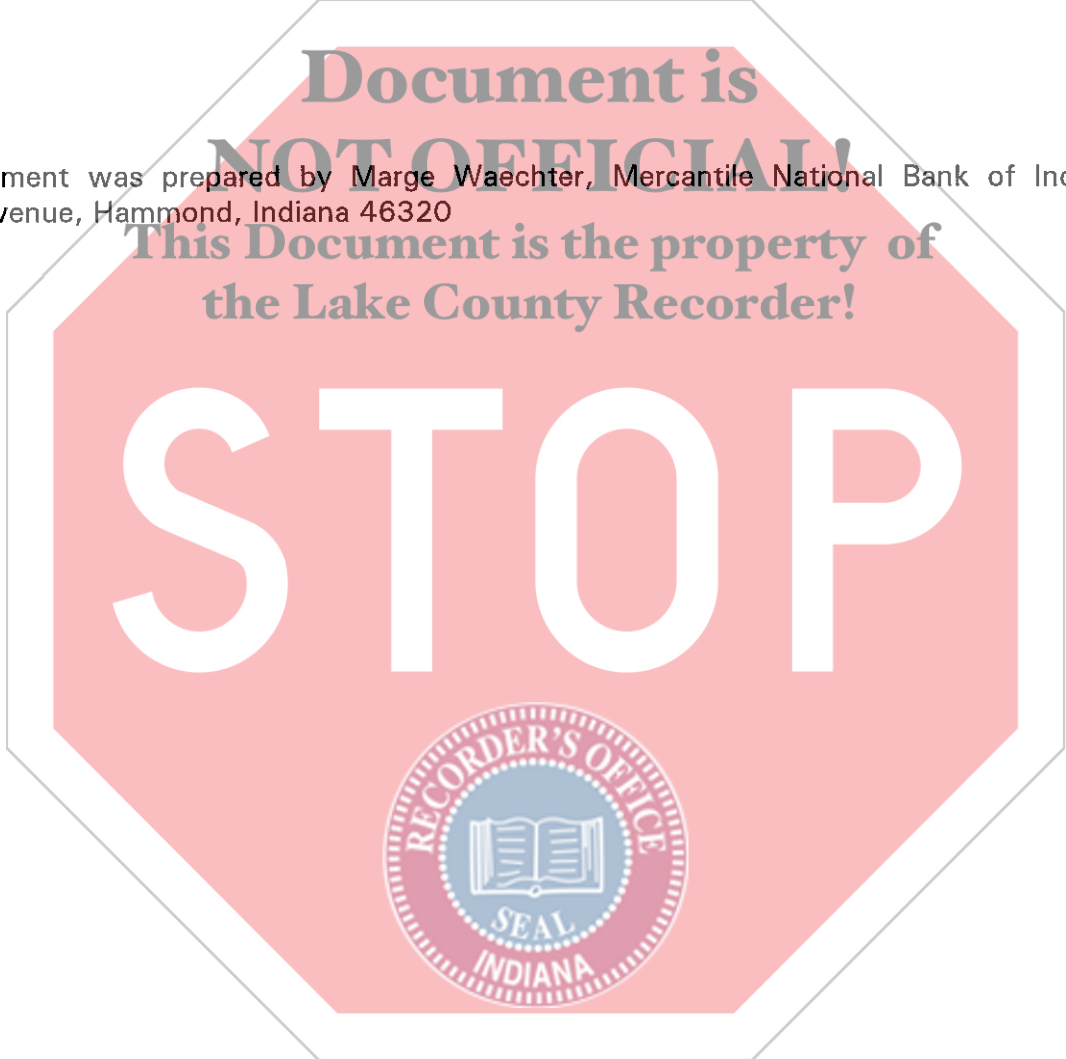 Document is
NOT OFFICIAL!
ment was prepared by Marge Waechter, Mercantile National Bank of
venue, Hammond, Indiana 46320
This Document is the property of
the Lake County Recorder!
STOP
RECORDER'S OFFICE
SEAL
INDIANA